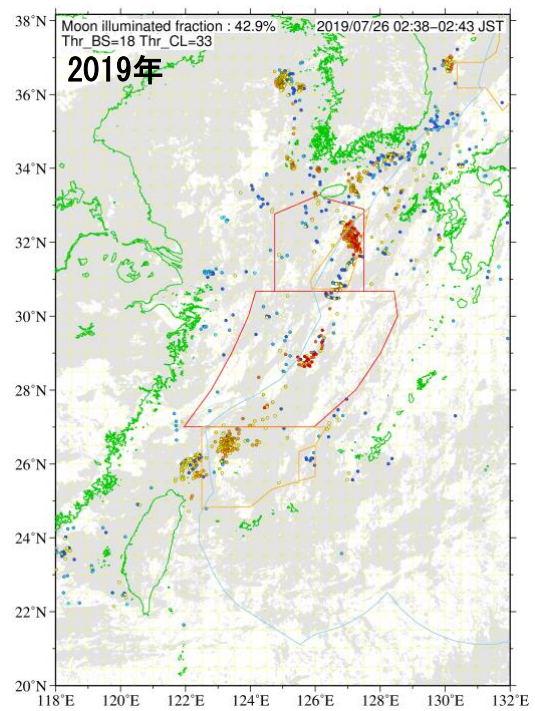 Moon illuminated fraction : 42.9% 2019/07/26 02:38−02:43 JST
Thr_BS=18 Thr_CL=33
2019年
38°N
36°N
34°N
32°N
30°N
28°N
26°N
24°N
22°N
20°N
118°E 120°E 122°E 124°E 126°E 128°E 130°E 132°E